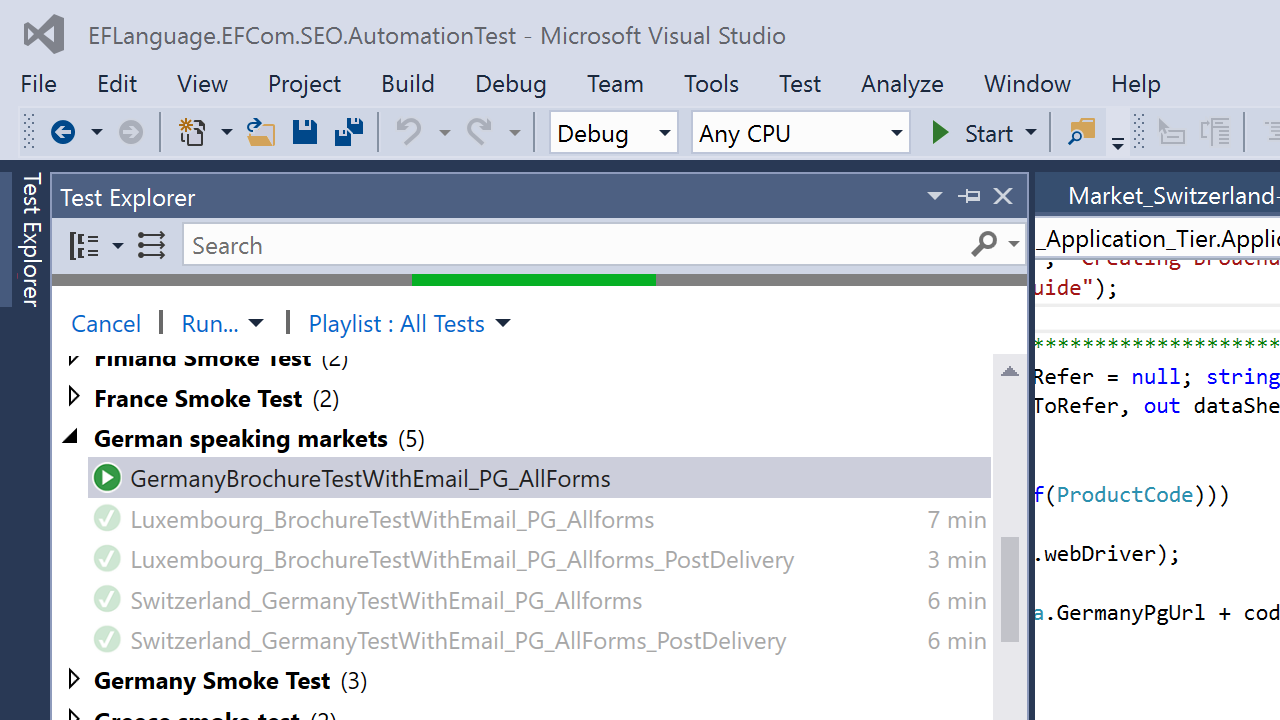 EFLanguage.EFCom.SEO.AutomationTest - Microsoft Visual Studio
File Edit View Project Build Debug Team Tools Test Analyze Window Help
Debug Any CPU Start
Test Explorer
Test Explorer
Search
Cancel | Run... | Playlist : All Tests
Finland Smoke Test (2)
France Smoke Test (2)
German speaking markets (5)
GermanyBrochureTestWithEmail_PG_AllForms
Luxembourg_BrochureTestWithEmail_PG_Allforms 7 min
Luxembourg_BrochureTestWithEmail_PG_Allforms_PostDelivery 3 min
Switzerland_GermanyTestWithEmail_PG_Allforms 6 min
Switzerland_GermanyTestWithEmail_PG_AllForms_PostDelivery 6 min
Germany Smoke Test (3)
Greece smoke test (2)
Market_Switzerland-
_Application_Tier.Applic
, "Creating
uide");
********************
Refer = null; string
ToRefer, out dataShe
f(ProductCode)))
.webDriver);
a.GermanyPgUrl + cod